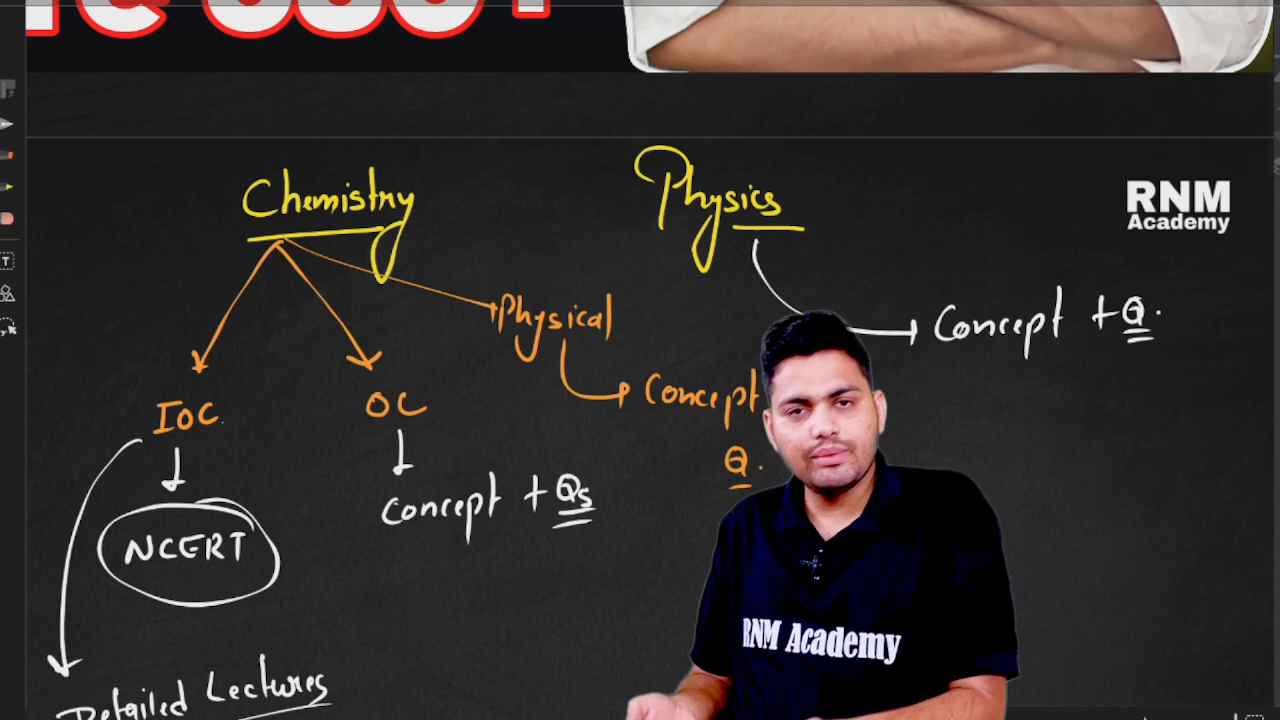 Chemistry
Physics
RNM
Academy
Physical
Concept + Q.
IOC
OC
Concept
Q.
NCERT
Concept + Qs
RNM Academy
Detailed Lectures
T